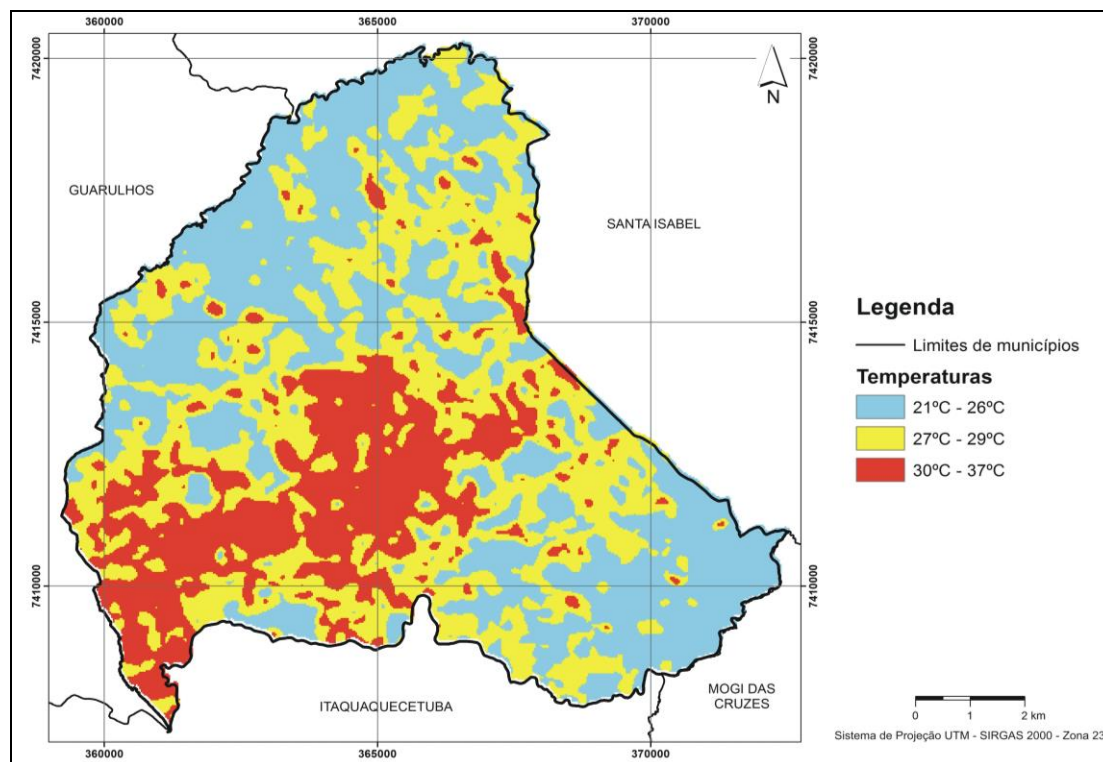 360000
365000
370000
7420000
7420000
N
GUARULHOS
SANTA ISABEL
7415000
7415000
Legenda
Limites de municípios
Temperaturas
21ºC - 26ºC
27ºC - 29ºC
30ºC - 37ºC
7410000
7410000
ITAQUAQUECETUBA
MOGI DAS
CRUZES
0 1 2 km
Sistema de Projeção UTM - SIRGAS 2000 - Zona 23
360000
365000
370000